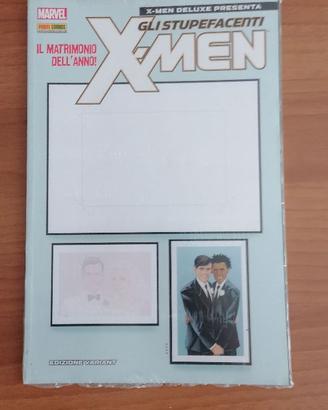 MARVEL
PANINI COMICS
X-MEN DELUXE PRESENTA
GLI STUPEFACENTI
X-MEN
IL MATRIMONIO
DELL'ANNO!
EDIZIONE VARIANT